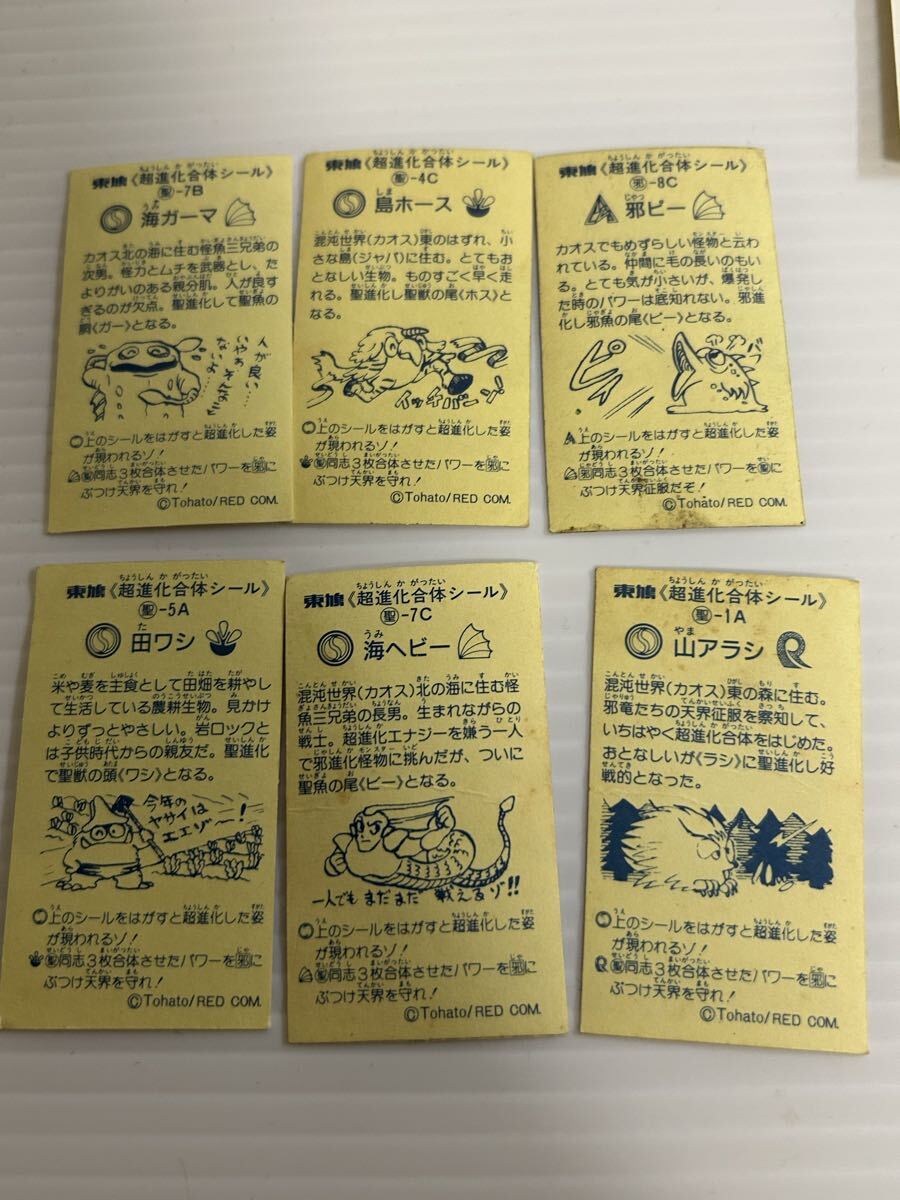 東鳩《超進化合体シール》
聖-7B
海ガーマ
カオス北の海に住む怪魚三兄弟の
次男。怪力とムチを武器とし、た
よりがいのある親分肌。人が良す
ぎるのが欠点。聖進化して聖魚の
胴《ガー》となる。
人が良い…
いやぁそんなこと
ないよ…
上のシールをはがすと超進化した姿
が現われるゾ！
聖同志3枚合体させたパワーを邪に
ぶつけ天界を守れ！
©Tohato/RED COM.
東鳩《超進化合体シール》
聖-4C
島ホース
混沌世界(カオス)東のはずれ、小
さな島(ジャパ)に住む。とてもお
となしい生物。ものすごく早く走
れる。聖進化し聖獣の尾《ホス》と
なる。
イッキバーン
上のシールをはがすと超進化した姿
が現われるゾ！
聖同志3枚合体させたパワーを邪に
ぶつけ天界を守れ！
©Tohato/RED COM.
東鳩《超進化合体シール》
邪-8C
邪ピー
カオスでもめずらしい怪物と云わ
れている。仲間に毛の長いのもい
る。とても気が小さいが、爆発し
た時のパワーは底知れない。邪進
化し邪魚の尾《ピー》となる。
上のシールをはがすと超進化した姿
が現われるゾ！
邪同志3枚合体させたパワーを聖に
ぶつけ天界征服だぞ！
©Tohato/RED COM.
東鳩《超進化合体シール》
聖-5A
田ワシ
米や麦を主食として田畑を耕やし
て生活している農耕生物。見かけ
よりずっとやさしい。岩ロックと
は子供時代からの親友だ。聖進化
で聖獣の頭《ワシ》となる。
今年の
ヤサイは
エエゾ〜！
上のシールをはがすと超進化した姿
が現われるゾ！
聖同志3枚合体させたパワーを邪に
ぶつけ天界を守れ！
©Tohato/RED COM.
東鳩《超進化合体シール》
聖-7C
海ヘビー
混沌世界(カオス)北の海に住む怪
魚三兄弟の長男。生まれながらの
戦士。超進化エナジーを嫌う一人
で邪進化怪物に挑んだが、ついに
聖魚の尾《ビー》となる。
一人でも まだまだ 戦えるゾ!!
上のシールをはがすと超進化した姿
が現われるゾ！
聖同志3枚合体させたパワーを邪に
ぶつけ天界を守れ！
©Tohato/RED COM.
東鳩《超進化合体シール》
聖-1A
山アラシ
混沌世界(カオス)東の森に住む。
邪竜たちの天界征服を察知して、
いちはやく超進化合体をはじめた。
おとなしいが《ラシ》に聖進化し好
戦的となった。
上のシールをはがすと超進化した姿
が現われるゾ！
聖同志3枚合体させたパワーを邪に
ぶつけ天界を守れ！
©Tohato/RED COM.